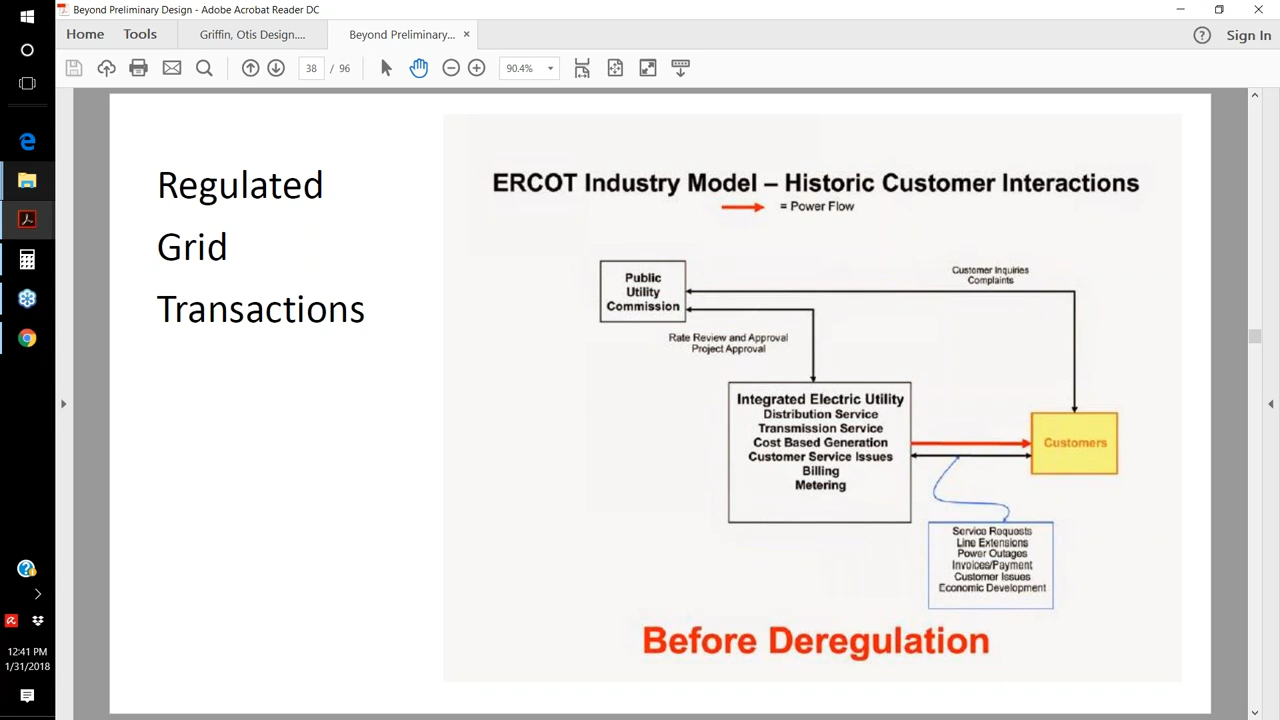 Beyond Preliminary Design - Adobe Acrobat Reader DC
Home Tools Griffin, Otis Design.... Beyond Preliminary... × Sign In
38 / 96 90.4%
Regulated
Grid
Transactions
ERCOT Industry Model – Historic Customer Interactions
= Power Flow
Public
Utility
Commission
Customer Inquiries
Complaints
Rate Review and Approval
Project Approval
Integrated Electric Utility
Distribution Service
Transmission Service
Cost Based Generation
Customer Service Issues
Billing
Metering
Customers
Service Requests
Line Extensions
Power Outages
Invoices/Payment
Customer Issues
Economic Development
Before Deregulation
12:41 PM
1/31/2018